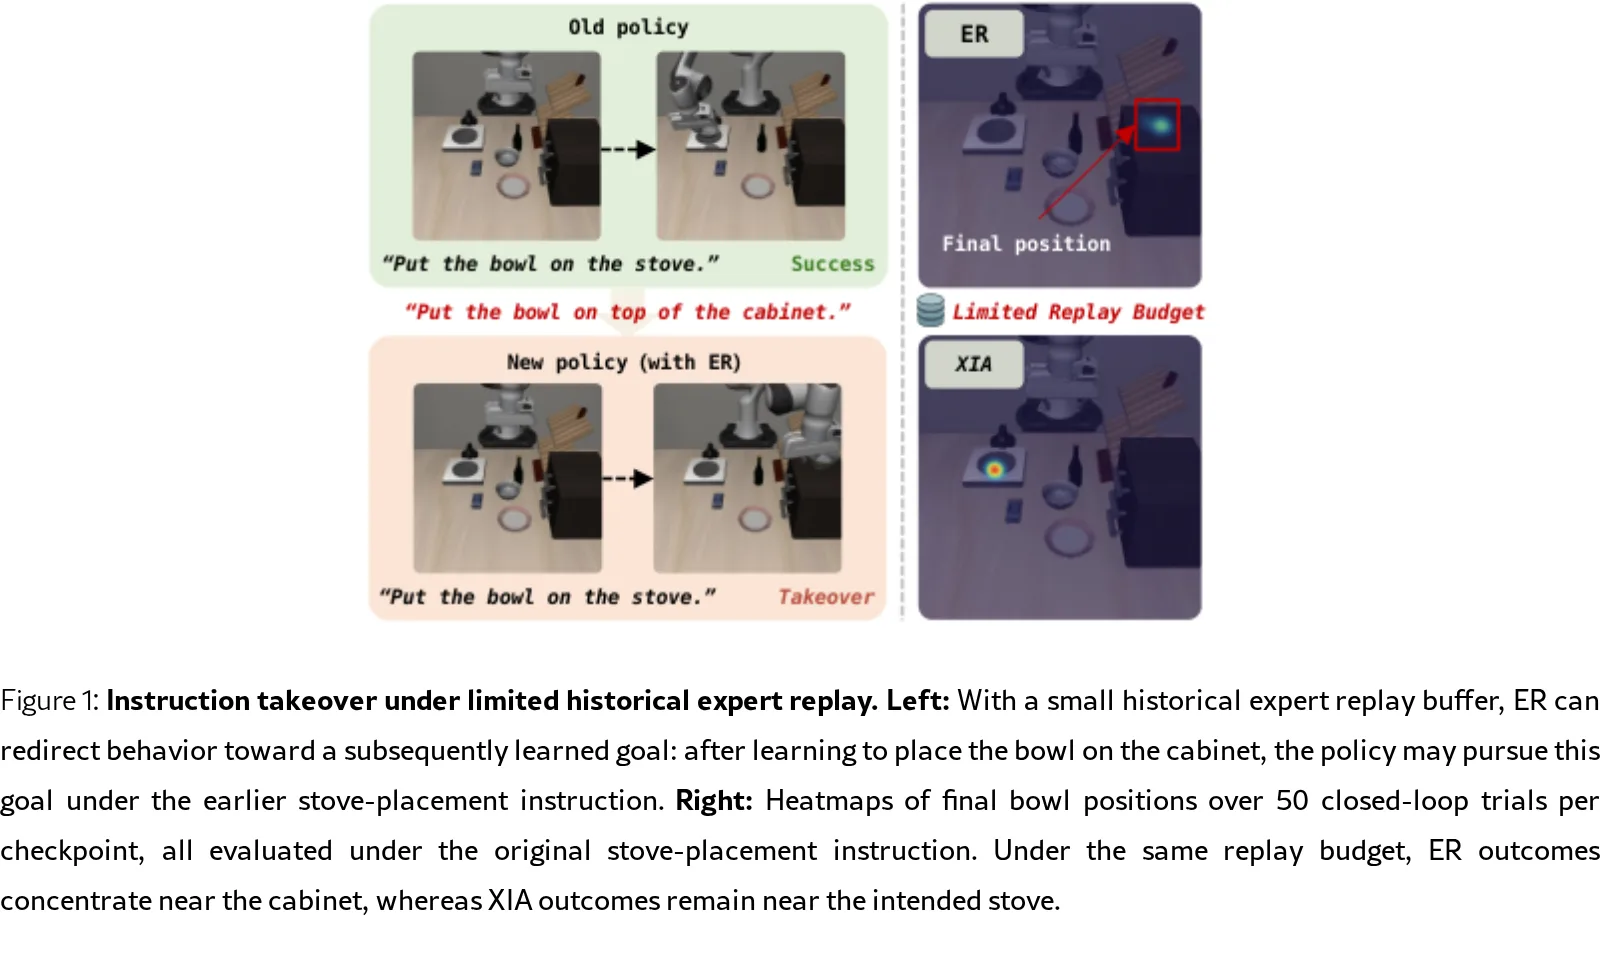 Old policy
“Put the bowl on the stove.”
Success
“Put the bowl on top of the cabinet.”
New policy (with ER)
“Put the bowl on the stove.”
Takeover
ER
Final position
Limited Replay Budget
XIA
Figure 1: Instruction takeover under limited historical expert replay. Left: With a small historical expert replay buffer, ER can
redirect behavior toward a subsequently learned goal: after learning to place the bowl on the cabinet, the policy may pursue this
goal under the earlier stove-placement instruction. Right: Heatmaps of final bowl positions over 50 closed-loop trials per
checkpoint, all evaluated under the original stove-placement instruction. Under the same replay budget, ER outcomes
concentrate near the cabinet, whereas XIA outcomes remain near the intended stove.